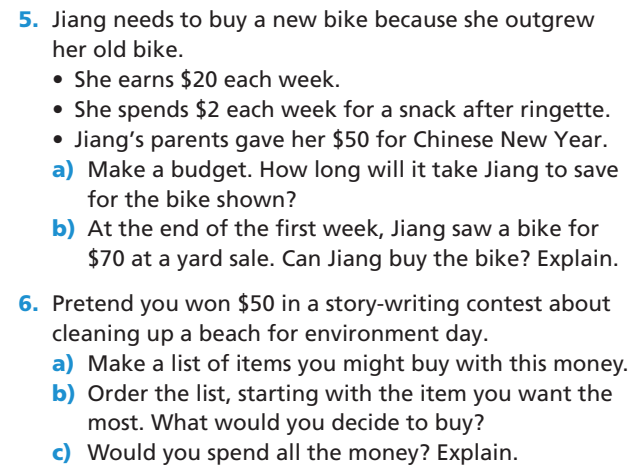 5. Jiang needs to buy a new bike because she outgrew
her old bike.
• She earns $20 each week.
• She spends $2 each week for a snack after ringette.
• Jiang's parents gave her $50 for Chinese New Year.
a) Make a budget. How long will it take Jiang to save
for the bike shown?
b) At the end of the first week, Jiang saw a bike for
$70 at a yard sale. Can Jiang buy the bike? Explain.
6. Pretend you won $50 in a story-writing contest about
cleaning up a beach for environment day.
a) Make a list of items you might buy with this money.
b) Order the list, starting with the item you want the
most. What would you decide to buy?
c) Would you spend all the money? Explain.